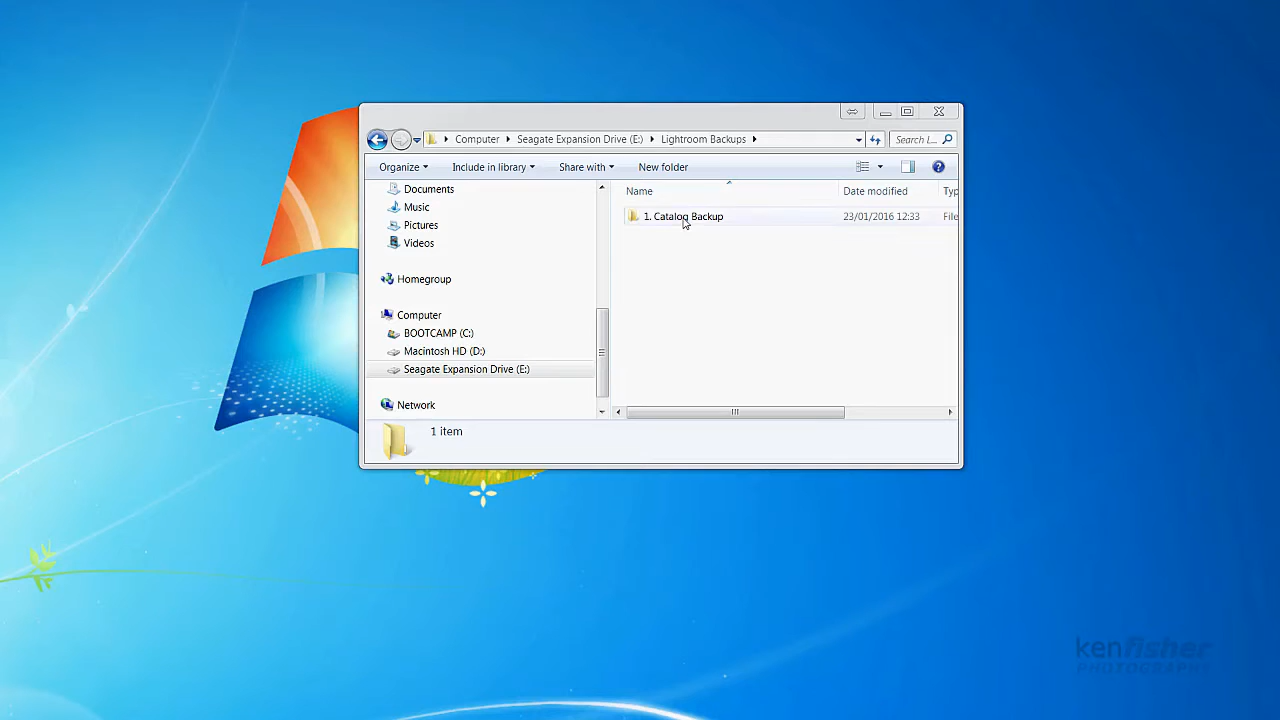 Computer Seagate Expansion Drive (E:) Lightroom Backups
Search L...
Organize Include in library Share with New folder
Documents
Music
Pictures
Videos
Homegroup
Computer
BOOTCAMP (C:)
Macintosh HD (D:)
Seagate Expansion Drive (E:)
Network
Name Date modified Typ
1. Catalog Backup 23/01/2016 12:33 File
1 item
kenfisher
PHOTOGRAPHY